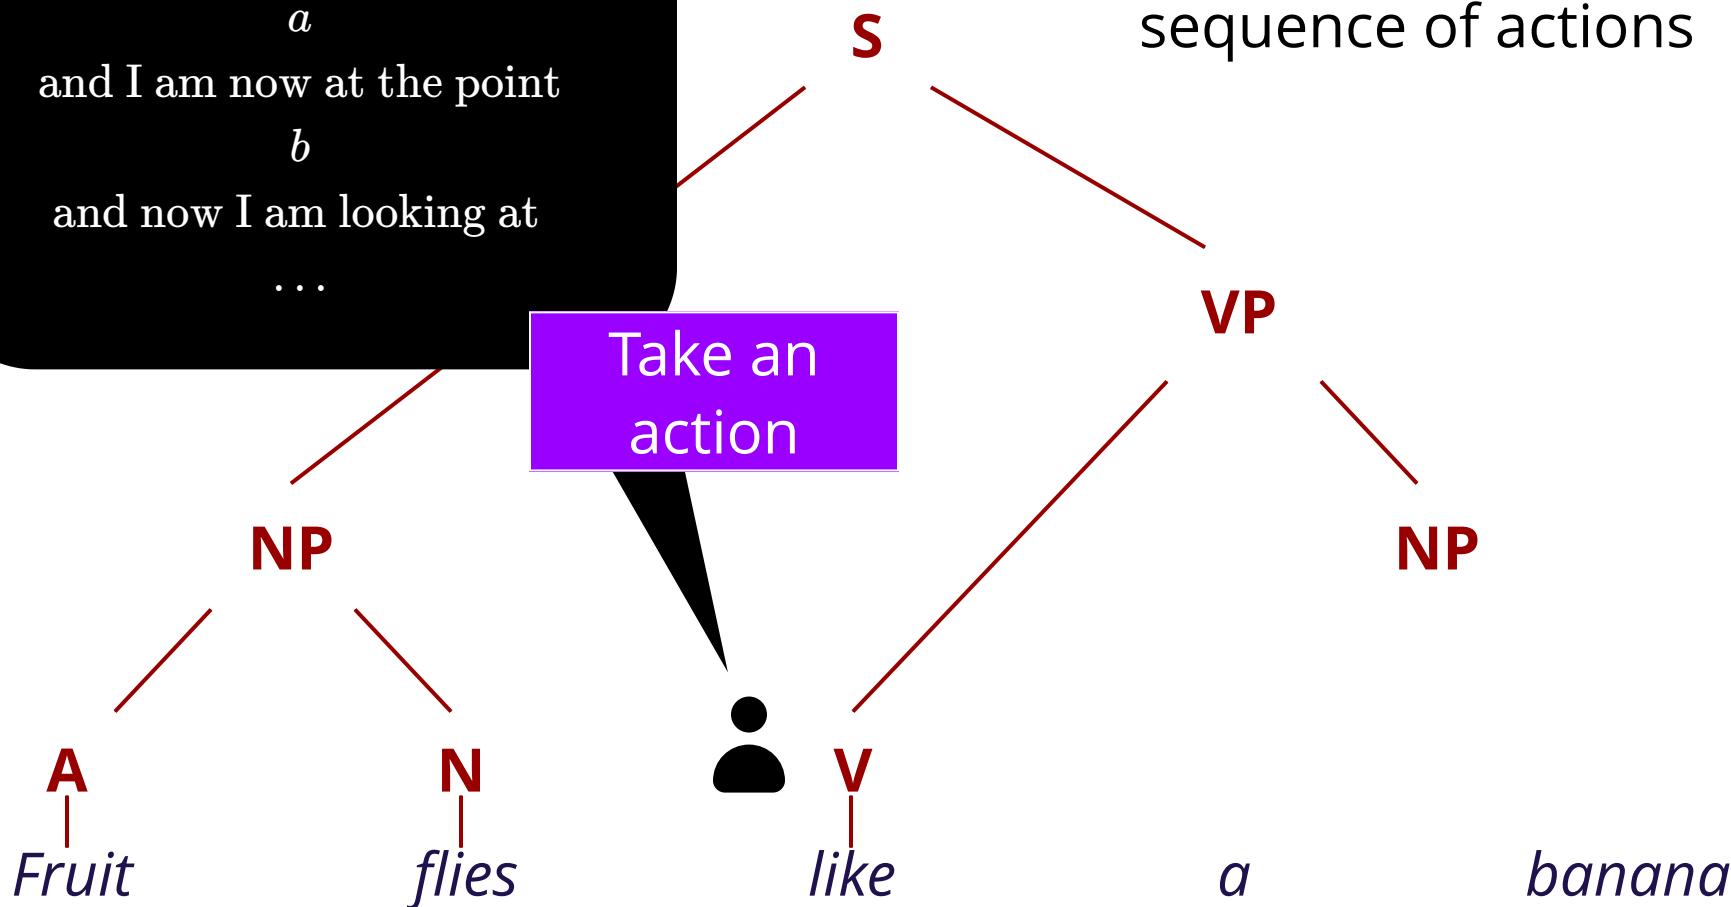 a
and I am now at the point
b
and now I am looking at
...
S
sequence of actions
VP
Take an
action
NP
NP
A
N
V
Fruit flies like a banana